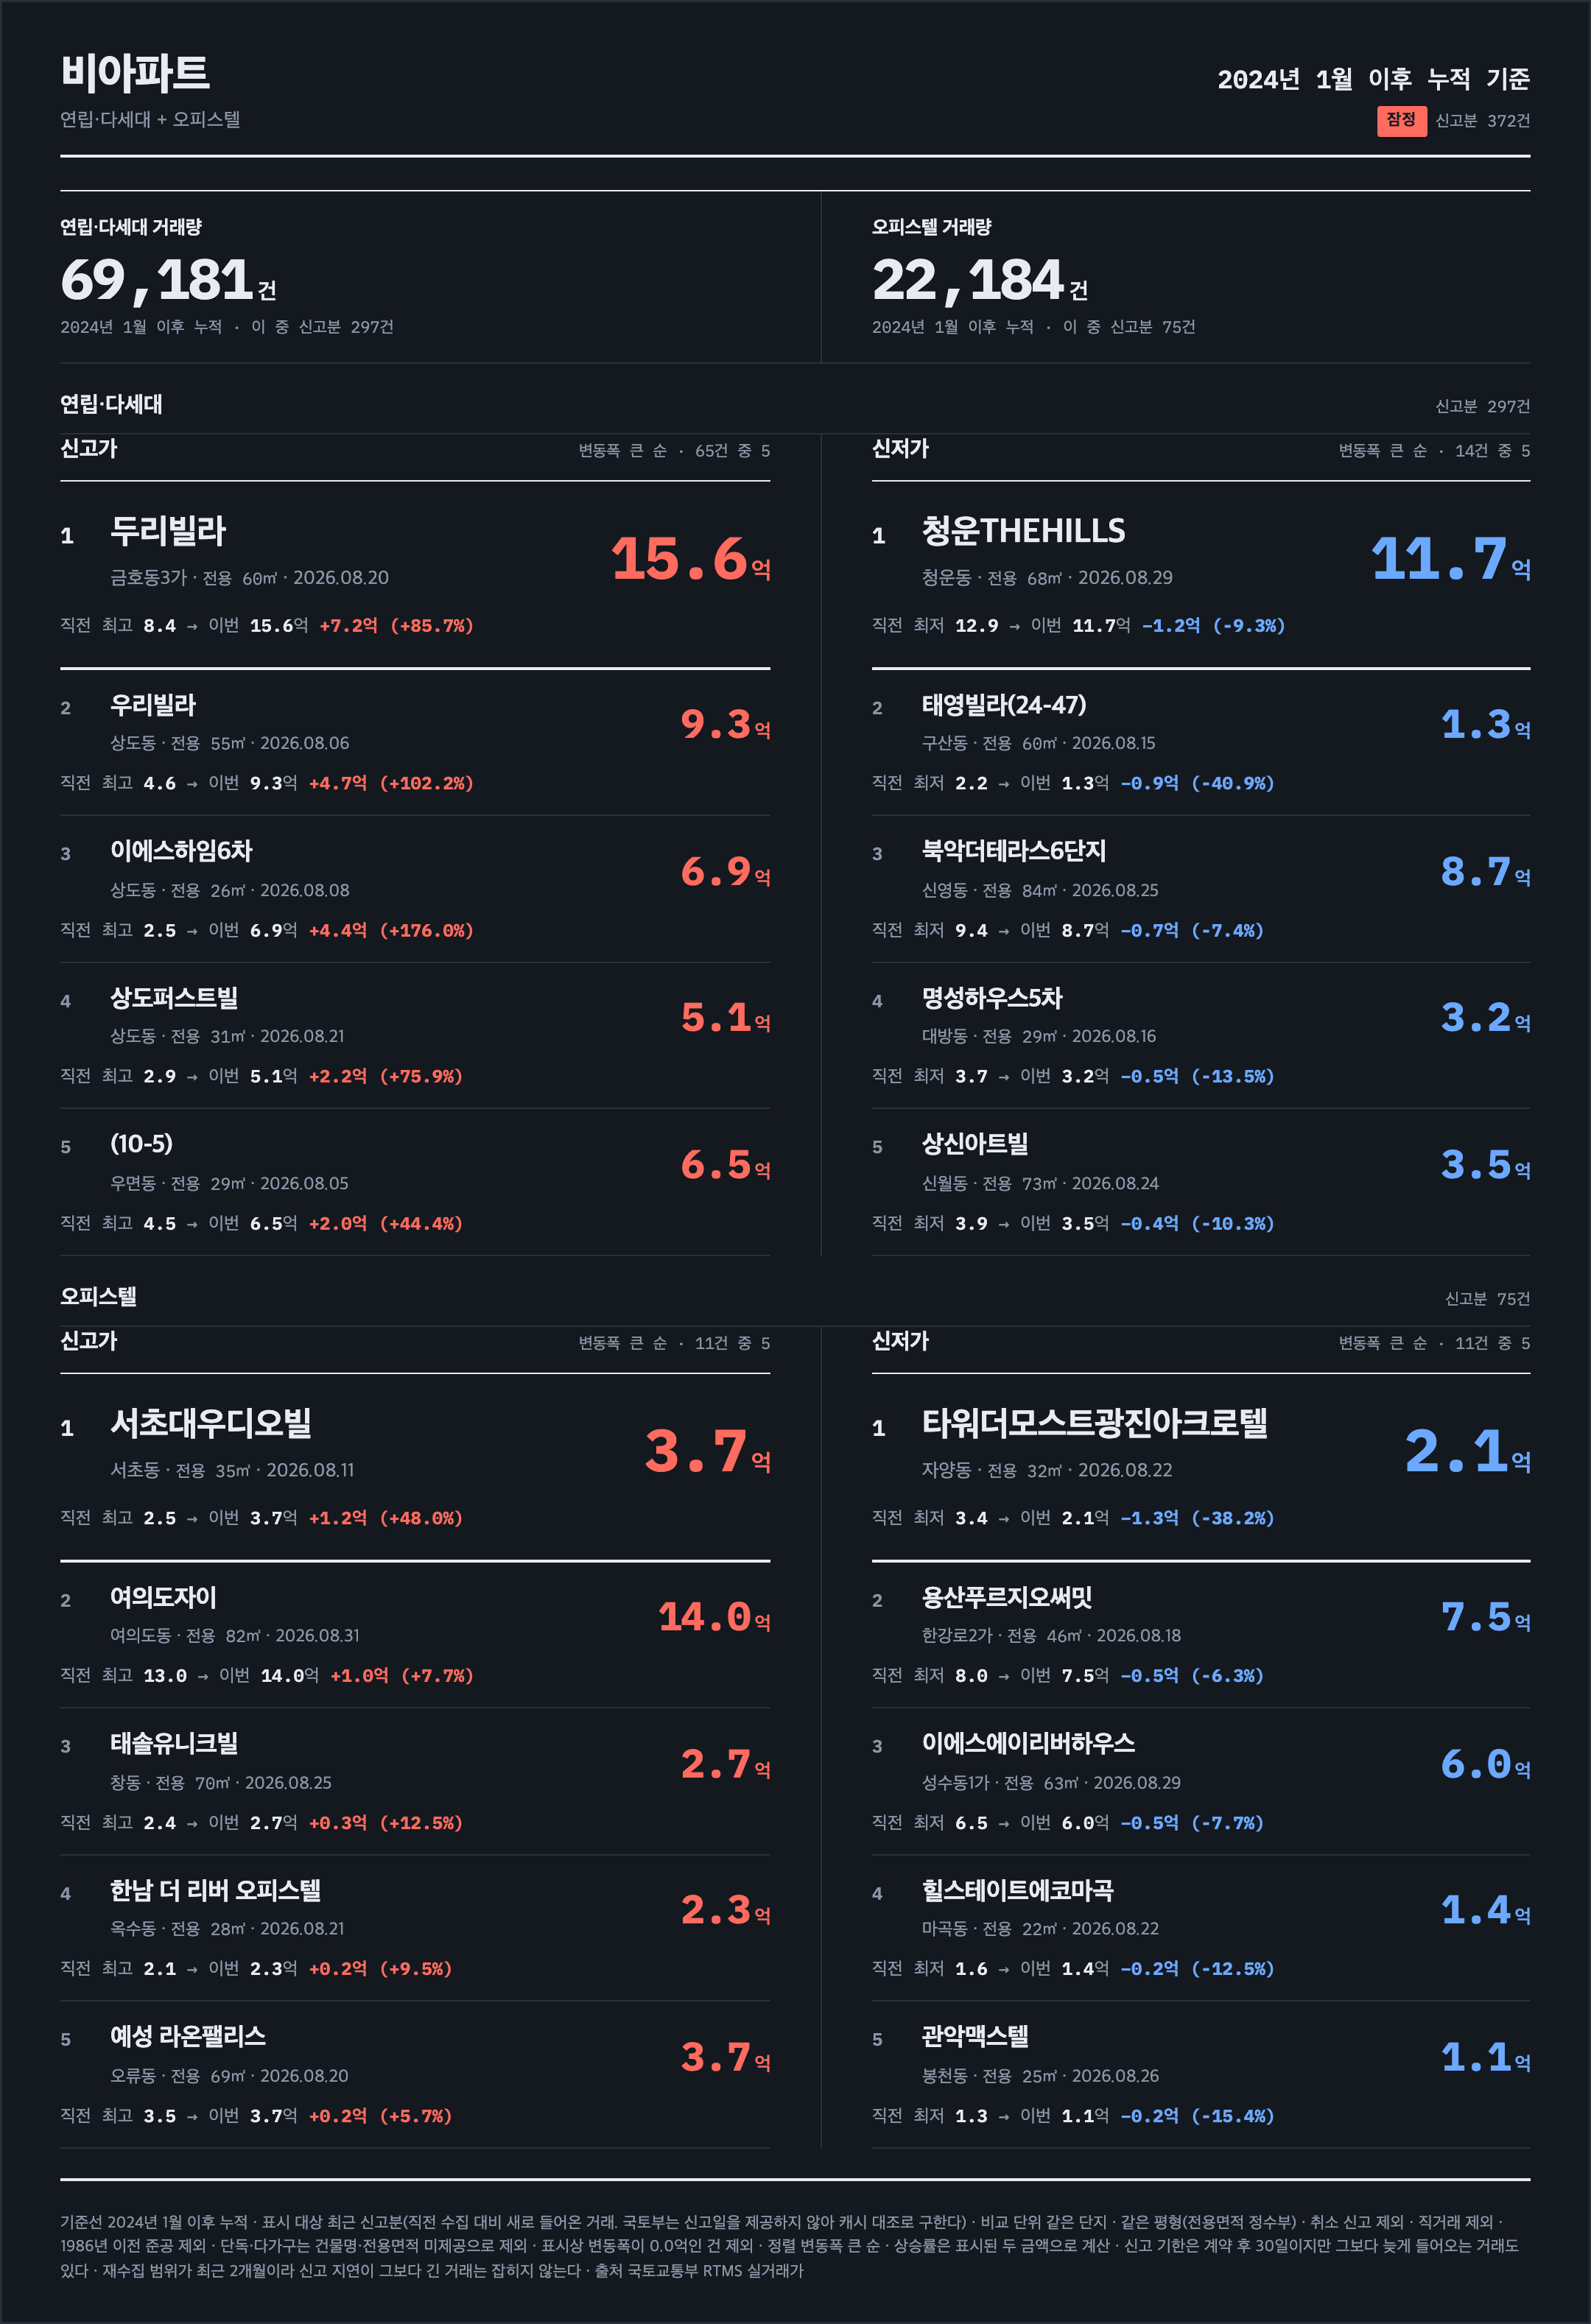 비아파트
연립·다세대 + 오피스텔
2024년 1월 이후 누적 기준
잠정 신고분 372건
연립·다세대 거래량
69,181건
2024년 1월 이후 누적 · 이 중 신고분 297건
오피스텔 거래량
22,184건
2024년 1월 이후 누적 · 이 중 신고분 75건
연립·다세대
신고분 297건
신고가
변동폭 큰 순 · 65건 중 5
1 두리빌라
15.6억
금호동3가 · 전용 60㎡ · 2026.08.20
직전 최고 8.4 → 이번 15.6억 +7.2억 (+85.7%)
2 우리빌라
9.3억
상도동 · 전용 55㎡ · 2026.08.06
직전 최고 4.6 → 이번 9.3억 +4.7억 (+102.2%)
3 이에스하임6차
6.9억
상도동 · 전용 26㎡ · 2026.08.08
직전 최고 2.5 → 이번 6.9억 +4.4억 (+176.0%)
4 상도퍼스트빌
5.1억
상도동 · 전용 31㎡ · 2026.08.21
직전 최고 2.9 → 이번 5.1억 +2.2억 (+75.9%)
5 (10-5)
6.5억
우면동 · 전용 29㎡ · 2026.08.05
직전 최고 4.5 → 이번 6.5억 +2.0억 (+44.4%)
신저가
변동폭 큰 순 · 14건 중 5
1 청운THEHILLS
11.7억
청운동 · 전용 68㎡ · 2026.08.29
직전 최저 12.9 → 이번 11.7억 −1.2억 (-9.3%)
2 태영빌라(24-47)
1.3억
구산동 · 전용 60㎡ · 2026.08.15
직전 최저 2.2 → 이번 1.3억 −0.9억 (-40.9%)
3 북악더테라스6단지
8.7억
신영동 · 전용 84㎡ · 2026.08.25
직전 최저 9.4 → 이번 8.7억 −0.7억 (-7.4%)
4 명성하우스5차
3.2억
대방동 · 전용 29㎡ · 2026.08.16
직전 최저 3.7 → 이번 3.2억 −0.5억 (-13.5%)
5 상신아트빌
3.5억
신월동 · 전용 73㎡ · 2026.08.24
직전 최저 3.9 → 이번 3.5억 −0.4억 (-10.3%)
오피스텔
신고분 75건
신고가
변동폭 큰 순 · 11건 중 5
1 서초대우디오빌
3.7억
서초동 · 전용 35㎡ · 2026.08.11
직전 최고 2.5 → 이번 3.7억 +1.2억 (+48.0%)
2 여의도자이
14.0억
여의도동 · 전용 82㎡ · 2026.08.31
직전 최고 13.0 → 이번 14.0억 +1.0억 (+7.7%)
3 태솔유니크빌
2.7억
창동 · 전용 70㎡ · 2026.08.25
직전 최고 2.4 → 이번 2.7억 +0.3억 (+12.5%)
4 한남 더 리버 오피스텔
2.3억
옥수동 · 전용 28㎡ · 2026.08.21
직전 최고 2.1 → 이번 2.3억 +0.2억 (+9.5%)
5 예성 라온팰리스
3.7억
오류동 · 전용 69㎡ · 2026.08.20
직전 최고 3.5 → 이번 3.7억 +0.2억 (+5.7%)
신저가
변동폭 큰 순 · 11건 중 5
1 타워더모스트광진아크로텔
2.1억
자양동 · 전용 32㎡ · 2026.08.22
직전 최저 3.4 → 이번 2.1억 −1.3억 (-38.2%)
2 용산푸르지오써밋
7.5억
한강로2가 · 전용 46㎡ · 2026.08.18
직전 최저 8.0 → 이번 7.5억 −0.5억 (-6.3%)
3 이에스에이리버하우스
6.0억
성수동1가 · 전용 63㎡ · 2026.08.29
직전 최저 6.5 → 이번 6.0억 −0.5억 (-7.7%)
4 힐스테이트에코마곡
1.4억
마곡동 · 전용 22㎡ · 2026.08.22
직전 최저 1.6 → 이번 1.4억 −0.2억 (-12.5%)
5 관악맥스텔
1.1억
봉천동 · 전용 25㎡ · 2026.08.26
직전 최저 1.3 → 이번 1.1억 −0.2억 (-15.4%)
기준선 2024년 1월 이후 누적 · 표시 대상 최근 신고분(직전 수집 대비 새로 들어온 거래. 국토부는 신고일을 제공하지 않아 캐시 대조로 구한다) · 비교 단위 같은 단지 · 같은 평형(전용면적 정수부) · 취소 신고 제외 · 직거래 제외 ·
1986년 이전 준공 제외 · 단독·다가구는 건물명·전용면적 미제공으로 제외 · 표시상 변동폭이 0.0억인 건 제외 · 정렬 변동폭 큰 순 · 상승률은 표시된 두 금액으로 계산 · 신고 기한은 계약 후 30일이지만 그보다 늦게 들어오는 거래도
있다 · 재수집 범위가 최근 2개월이라 신고 지연이 그보다 긴 거래는 잡히지 않는다 · 출처 국토교통부 RTMS 실거래가